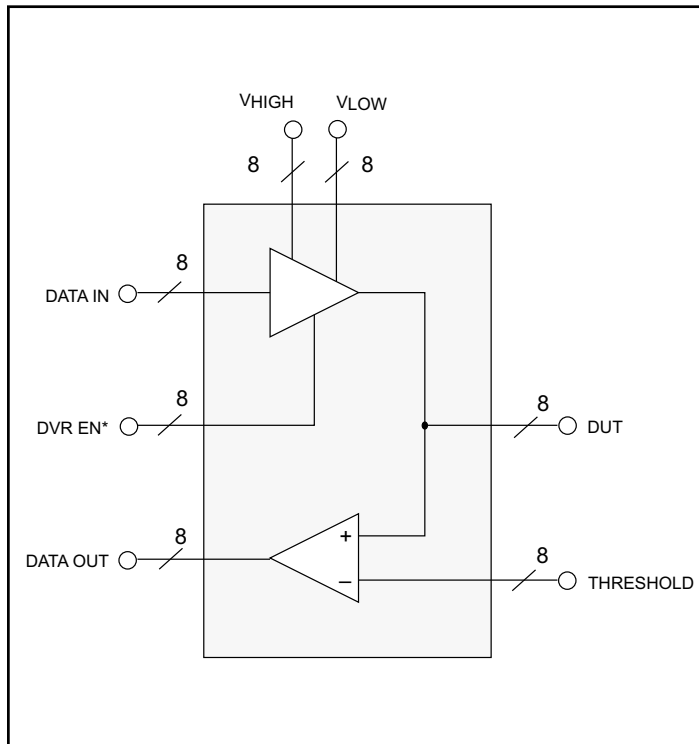 VHIGH VLOW
8 8
8
DATA IN
8
DVR EN*
8
DUT
8
DATA OUT
+
8
−
THRESHOLD